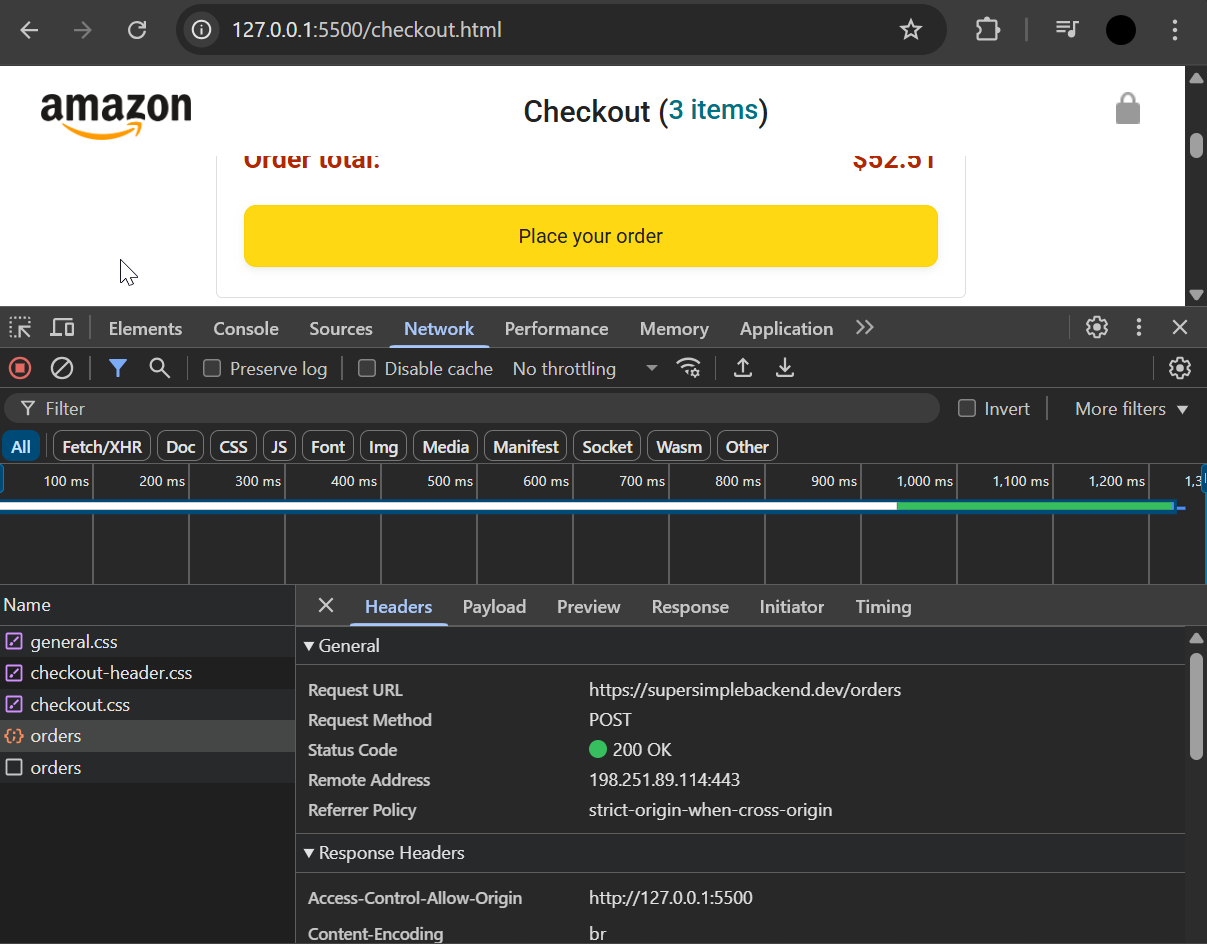 127.0.0.1:5500/checkout.html
amazon
Checkout (3 items)
Order total: $52.51
Place your order
Elements Console Sources Network Performance Memory Application
Preserve log Disable cache No throttling
Filter Invert More filters
All Fetch/XHR Doc CSS JS Font Img Media Manifest Socket Wasm Other
100 ms 200 ms 300 ms 400 ms 500 ms 600 ms 700 ms 800 ms 900 ms 1,000 ms 1,100 ms 1,200 ms 1,3
Name Headers Payload Preview Response Initiator Timing
general.css
checkout-header.css
checkout.css
orders
orders
General
Request URL https://supersimplebackend.dev/orders
Request Method POST
Status Code 200 OK
Remote Address 198.251.89.114:443
Referrer Policy strict-origin-when-cross-origin
Response Headers
Access-Control-Allow-Origin http://127.0.0.1:5500
Content-Encoding br